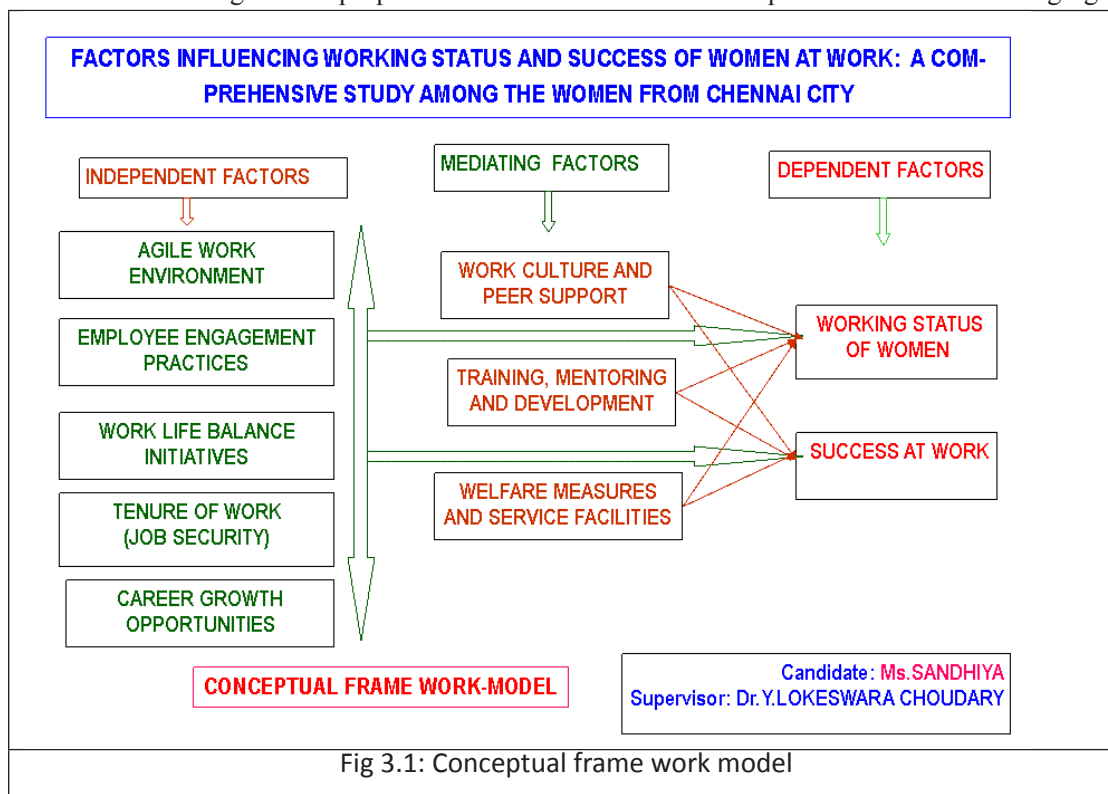 FACTORS INFLUENCING WORKING STATUS AND SUCCESS OF WOMEN AT WORK: A COM-
PREHENSIVE STUDY AMONG THE WOMEN FROM CHENNAI CITY
INDEPENDENT FACTORS
MEDIATING FACTORS
DEPENDENT FACTORS
AGILE WORK
ENVIRONMENT
EMPLOYEE ENGAGEMENT
PRACTICES
WORK LIFE BALANCE
INITIATIVES
TENURE OF WORK
(JOB SECURITY)
CAREER GROWTH
OPPORTUNITIES
WORK CULTURE AND
PEER SUPPORT
TRAINING, MENTORING
AND DEVELOPMENT
WELFARE MEASURES
AND SERVICE FACILITIES
WORKING STATUS
OF WOMEN
SUCCESS AT WORK
CONCEPTUAL FRAME WORK-MODEL
Candidate: Ms.SANDHIYA
Supervisor: Dr.Y.LOKESWARA CHOUDARY
Fig 3.1: Conceptual frame work model